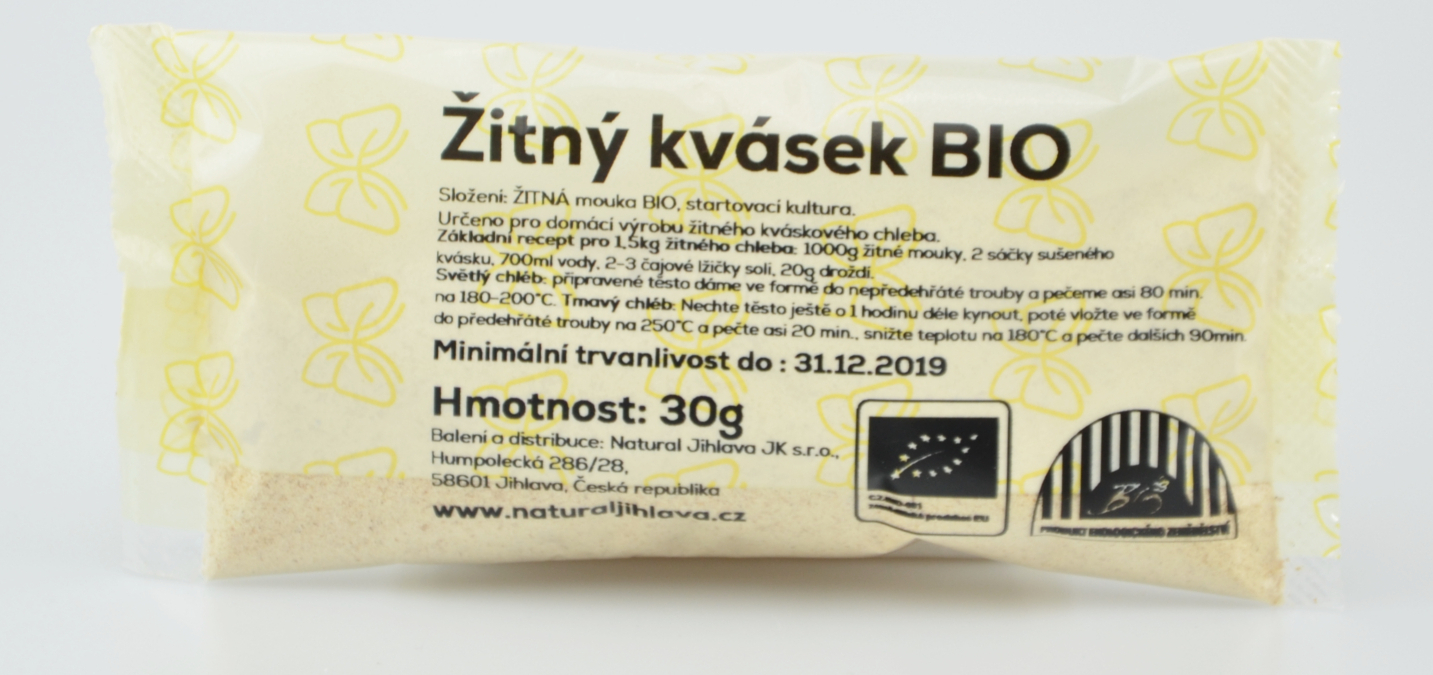 Žitný kvásek BIO
Složení: ŽITNÁ mouka BIO, startovací kultura.
Určeno pro domácí výrobu žitného kváskového chleba.
Základní recept pro 1,5kg žitného chleba: 1000g žitné mouky, 2 sáčky sušeného
kvásku, 700ml vody, 2-3 čajové lžičky soli, 20g droždí.
Světlý chléb: připravené těsto dáme ve formě do nepředehřáté trouby a pečeme asi 80 min.
na 180-200°C. Tmavý chléb: Nechte těsto ještě o 1 hodinu déle kynout, poté vložte ve formě
do předehřáté trouby na 250°C a pečte asi 20 min., snižte teplotu na 180°C a pečte dalších 90min.
Minimální trvanlivost do : 31.12.2019
Hmotnost: 30g
Balení a distribuce: Natural Jihlava JK s.r.o.,
Humpolecká 286/28,
58601 Jihlava, Česká republika
www.naturaljihlava.cz
BIO
PRODUKT EKOLOGICKÉHO ZEMĚDĚLSTVÍ